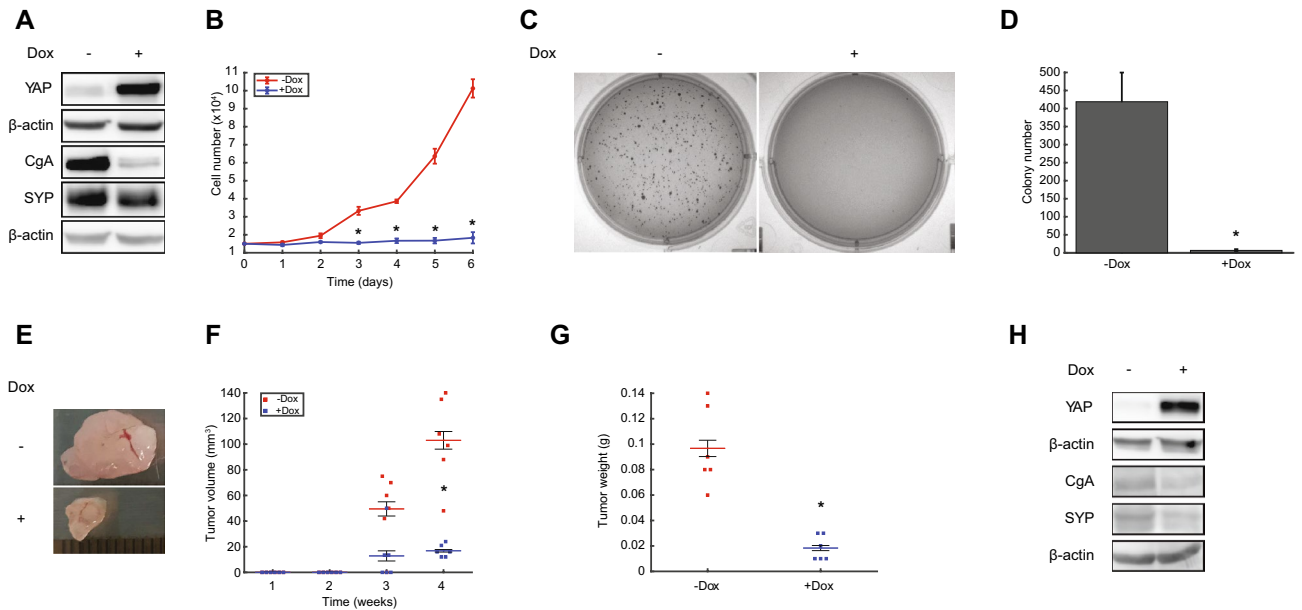 A
Dox - +
YAP
β-actin
CgA
SYP
β-actin
B
Cell number (x10⁴)
11
10
9
8
7
6
5
4
3
2
1
-Dox
+Dox
* * * *
0 1 2 3 4 5 6
Time (days)
C
Dox - +
D
Colony number
500
450
400
350
300
250
200
150
100
50
0
*
-Dox +Dox
E
Dox
-
+
F
Tumor volume (mm³)
140
120
100
80
60
40
20
0
-Dox
+Dox
*
1 2 3 4
Time (weeks)
G
Tumor weight (g)
0.14
0.12
0.1
0.08
0.06
0.04
0.02
0
*
-Dox +Dox
H
Dox - +
YAP
β-actin
CgA
SYP
β-actin